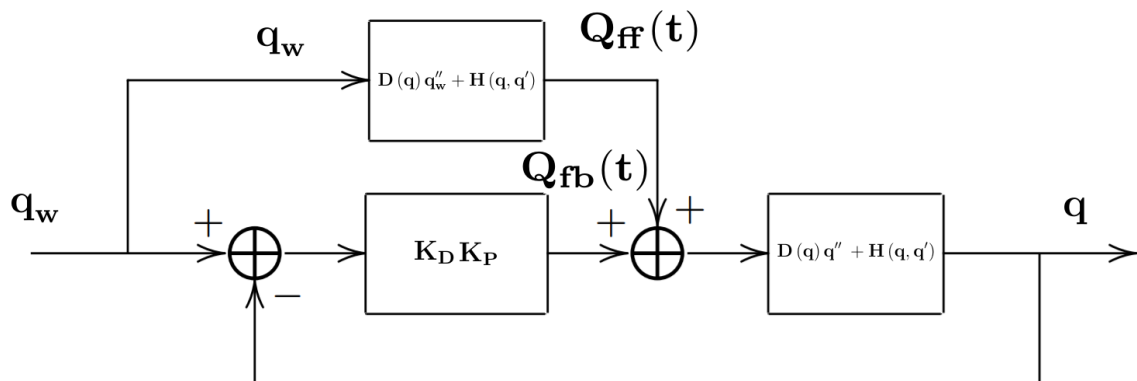 q_w
Q_ff(t)
D(q)q''_w + H(q,q')
Q_fb(t)
q_w
+
+
+
q
K_D K_P
D(q)q'' + H(q,q')
−